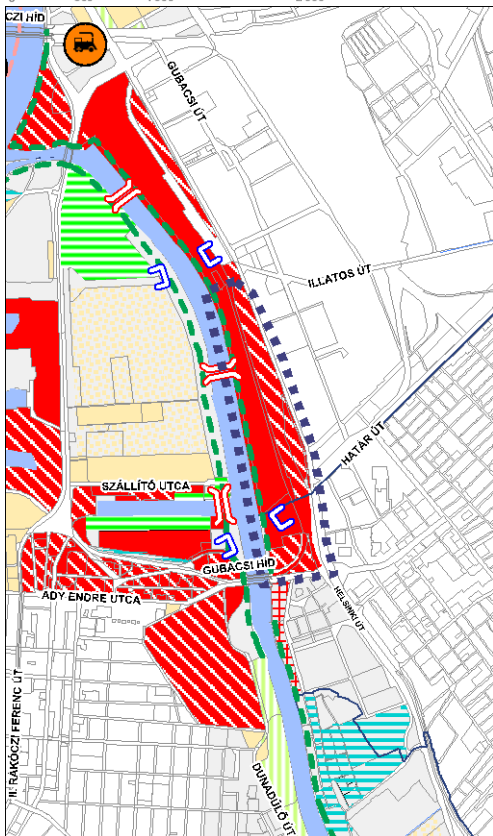 CZI HÍD
GUBACSI ÚT
ILLATOS ÚT
HATÁR ÚT
SZÁLLÍTÓ UTCA
GUBACSI HÍD
ADY ENDRE UTCA
HELSINKI ÚT
II. RÁKÓCZI FERENC ÚT
DUNADŰLŐ ÚT